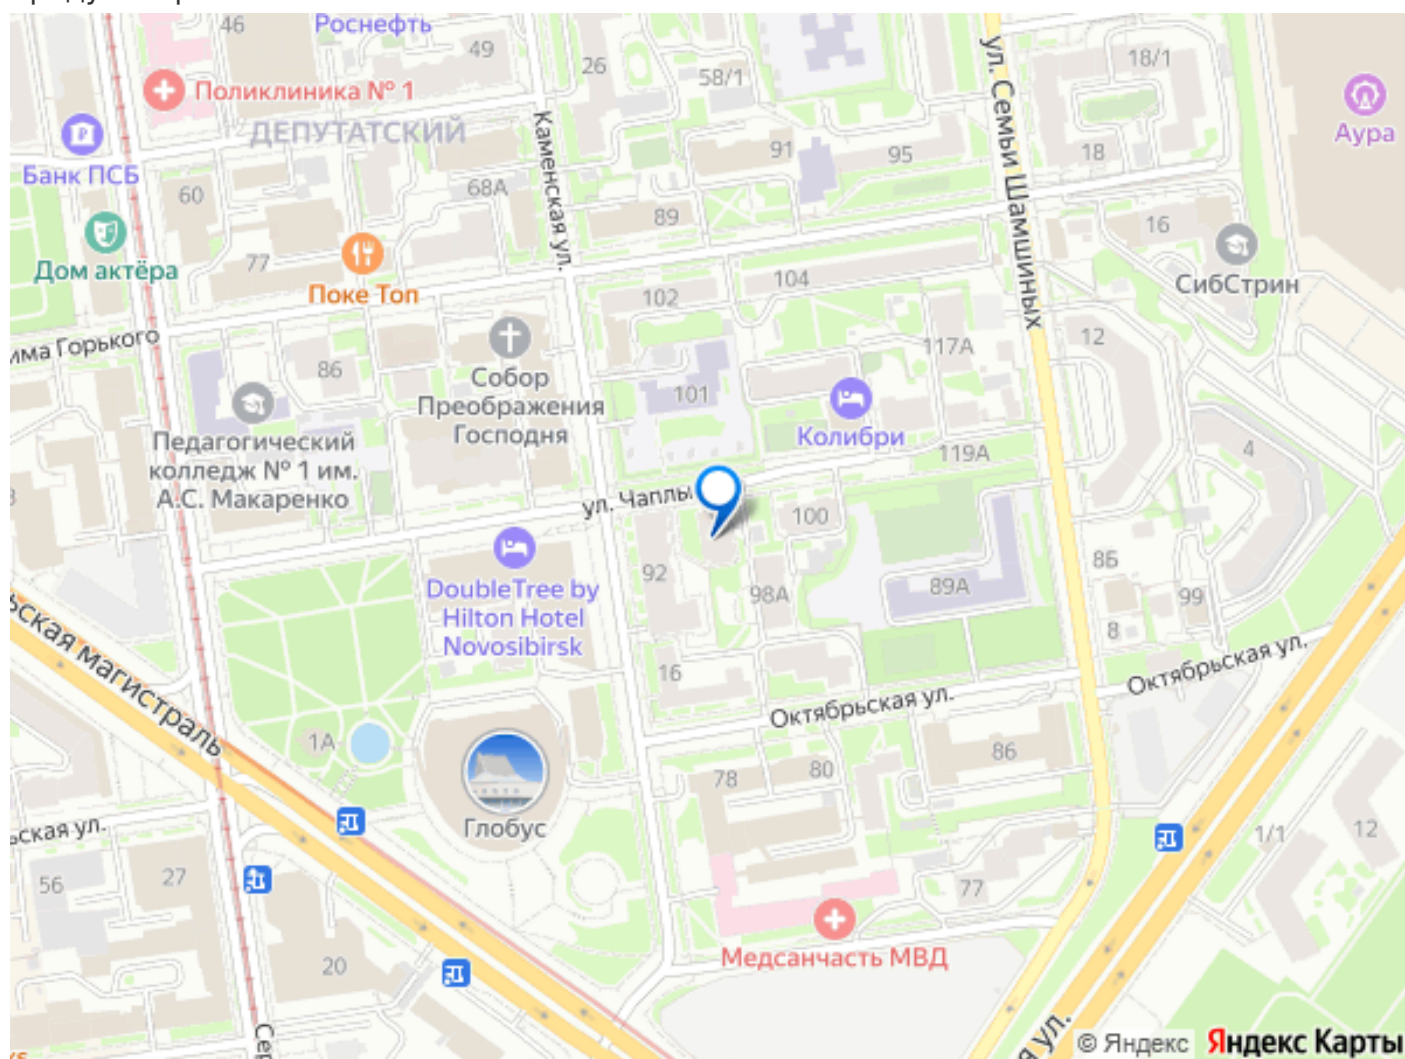 46
Роснефть
49
26
58/1
18/1
Поликлиника № 1
ДЕПУТАТСКИЙ
Банк ПСБ
Аура
60
68А
Каменская ул.
91
95
18
ул. Семьи Шамшиных
Дом актёра
77
89
16
СибСтрин
Поке Топ
102
104
има Горького
86
Собор
Преображения
Господня
101
117А
12
Колибри
Педагогический
колледж № 1 им.
А.С. Макаренко
119А
4
ул. Чаплы
100
DoubleTree by
Hilton Hotel
Novosibirsk
92
98А
89А
8Б
99
8
ьская магистраль
16
Октябрьская ул.
Октябрьская ул.
1А
Глобус
78
80
86
ьская ул.
56
27
77
1/1
12
Медсанчасть МВД
20
Сер
я ул.
© Яндекс Яндекс Карты